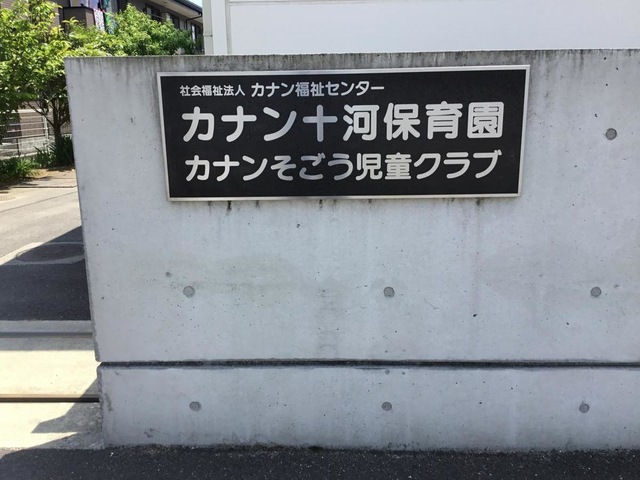 社会福祉法人 カナン福祉センター
カナン十河保育園
カナンそごう児童クラブ